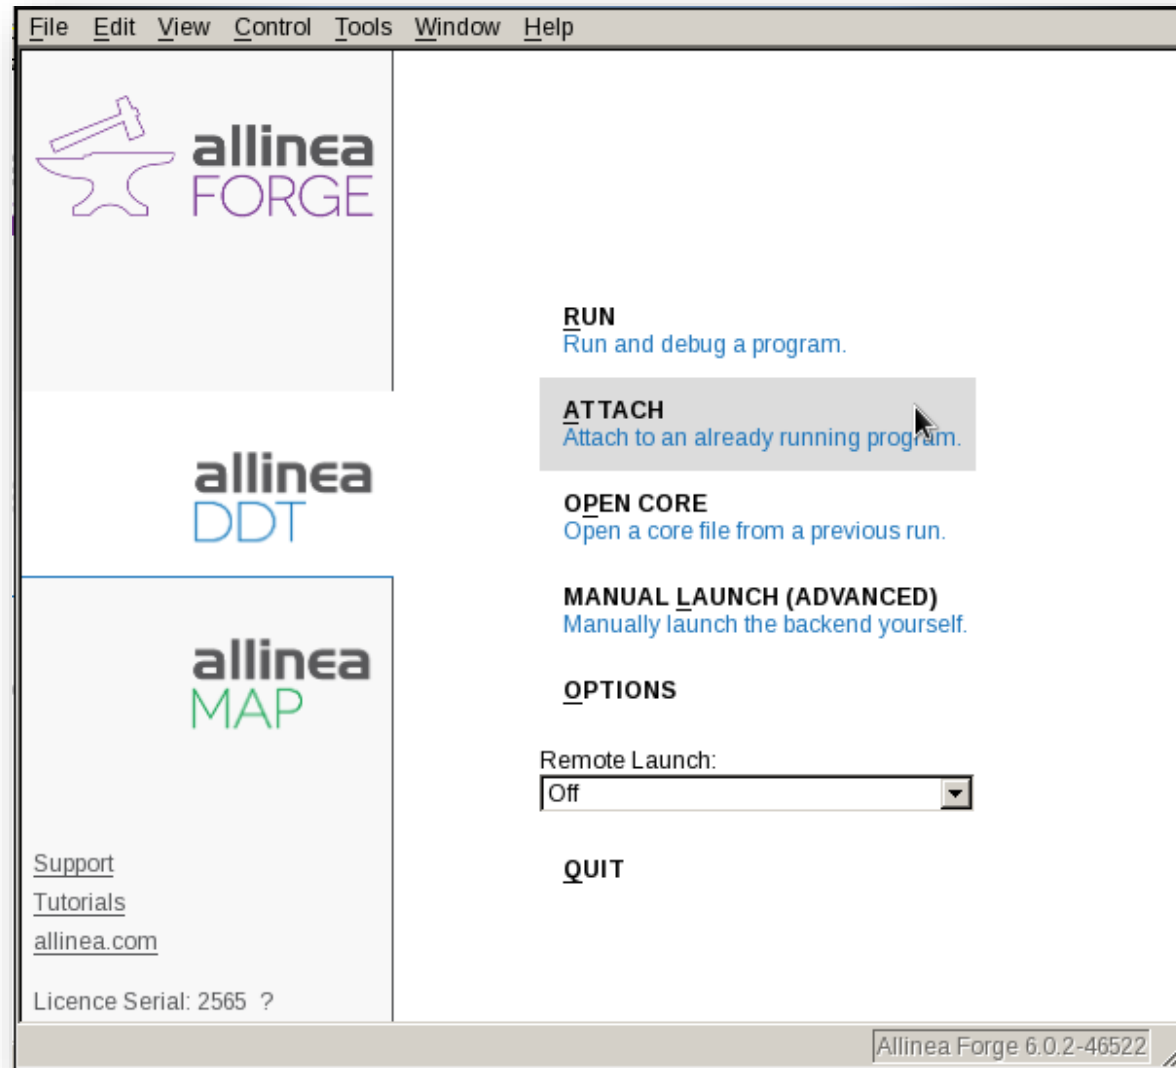 File Edit View Control Tools Window Help
allinea
FORGE
RUN
Run and debug a program.
ATTACH
Attach to an already running program.
allinea
DDT
OPEN CORE
Open a core file from a previous run.
MANUAL LAUNCH (ADVANCED)
Manually launch the backend yourself.
allinea
MAP
OPTIONS
Remote Launch:
Off
Support
QUIT
Tutorials
allinea.com
Licence Serial: 2565 ?
Allinea Forge 6.0.2-46522